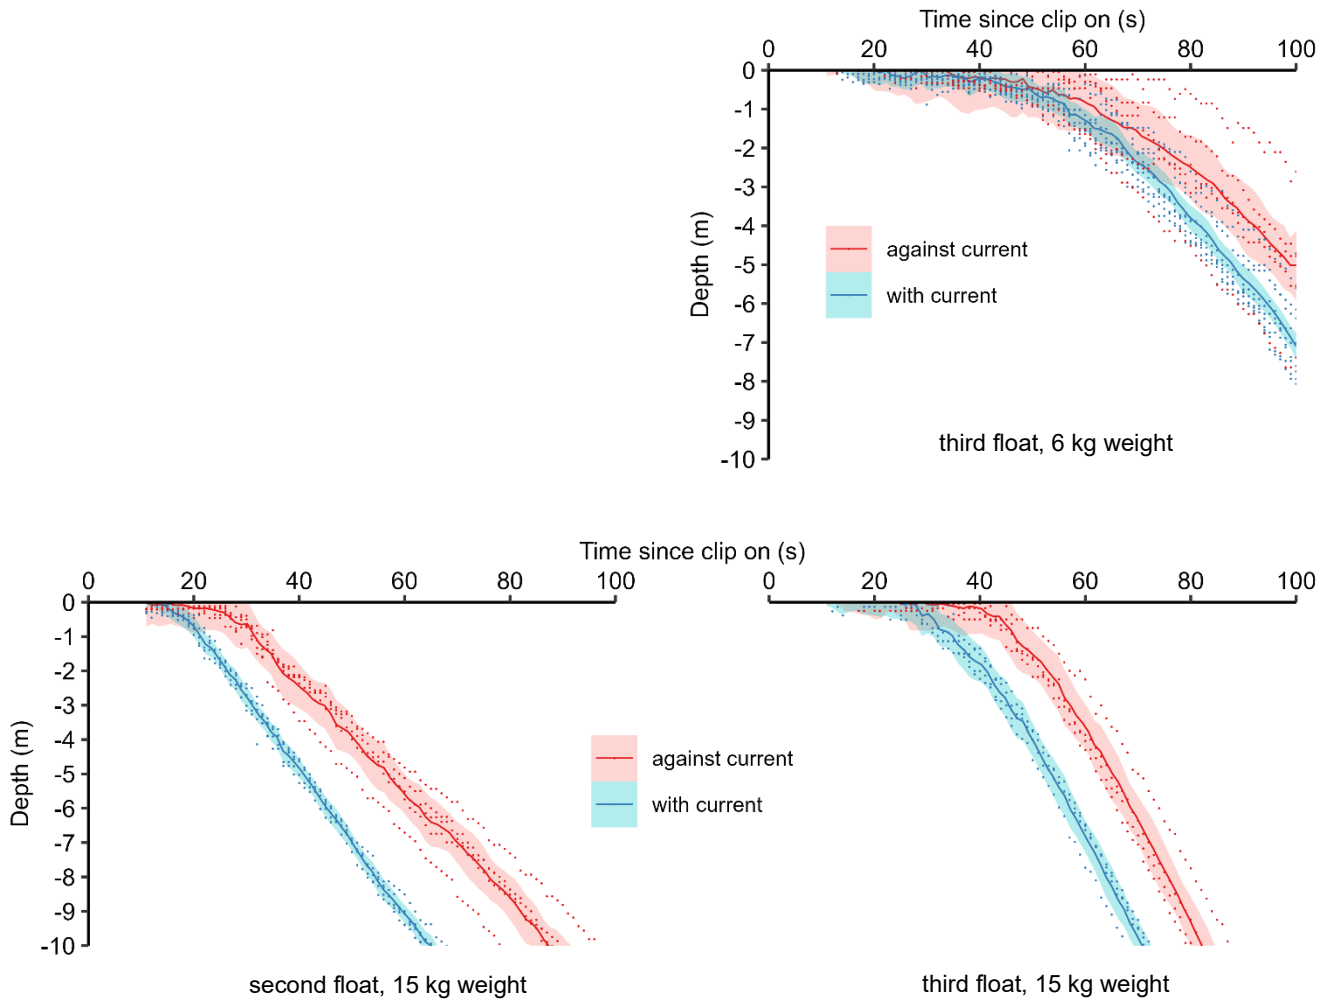 Time since clip on (s)
0 20 40 60 80 100
0
-1
-2
-3
-4
-5
-6
-7
-8
-9
-10
Depth (m)
against current
with current
third float, 6 kg weight
Time since clip on (s)
0 20 40 60 80 100
0 20 40 60 80 100
0
-1
-2
-3
-4
-5
-6
-7
-8
-9
-10
Depth (m)
against current
with current
second float, 15 kg weight
third float, 15 kg weight